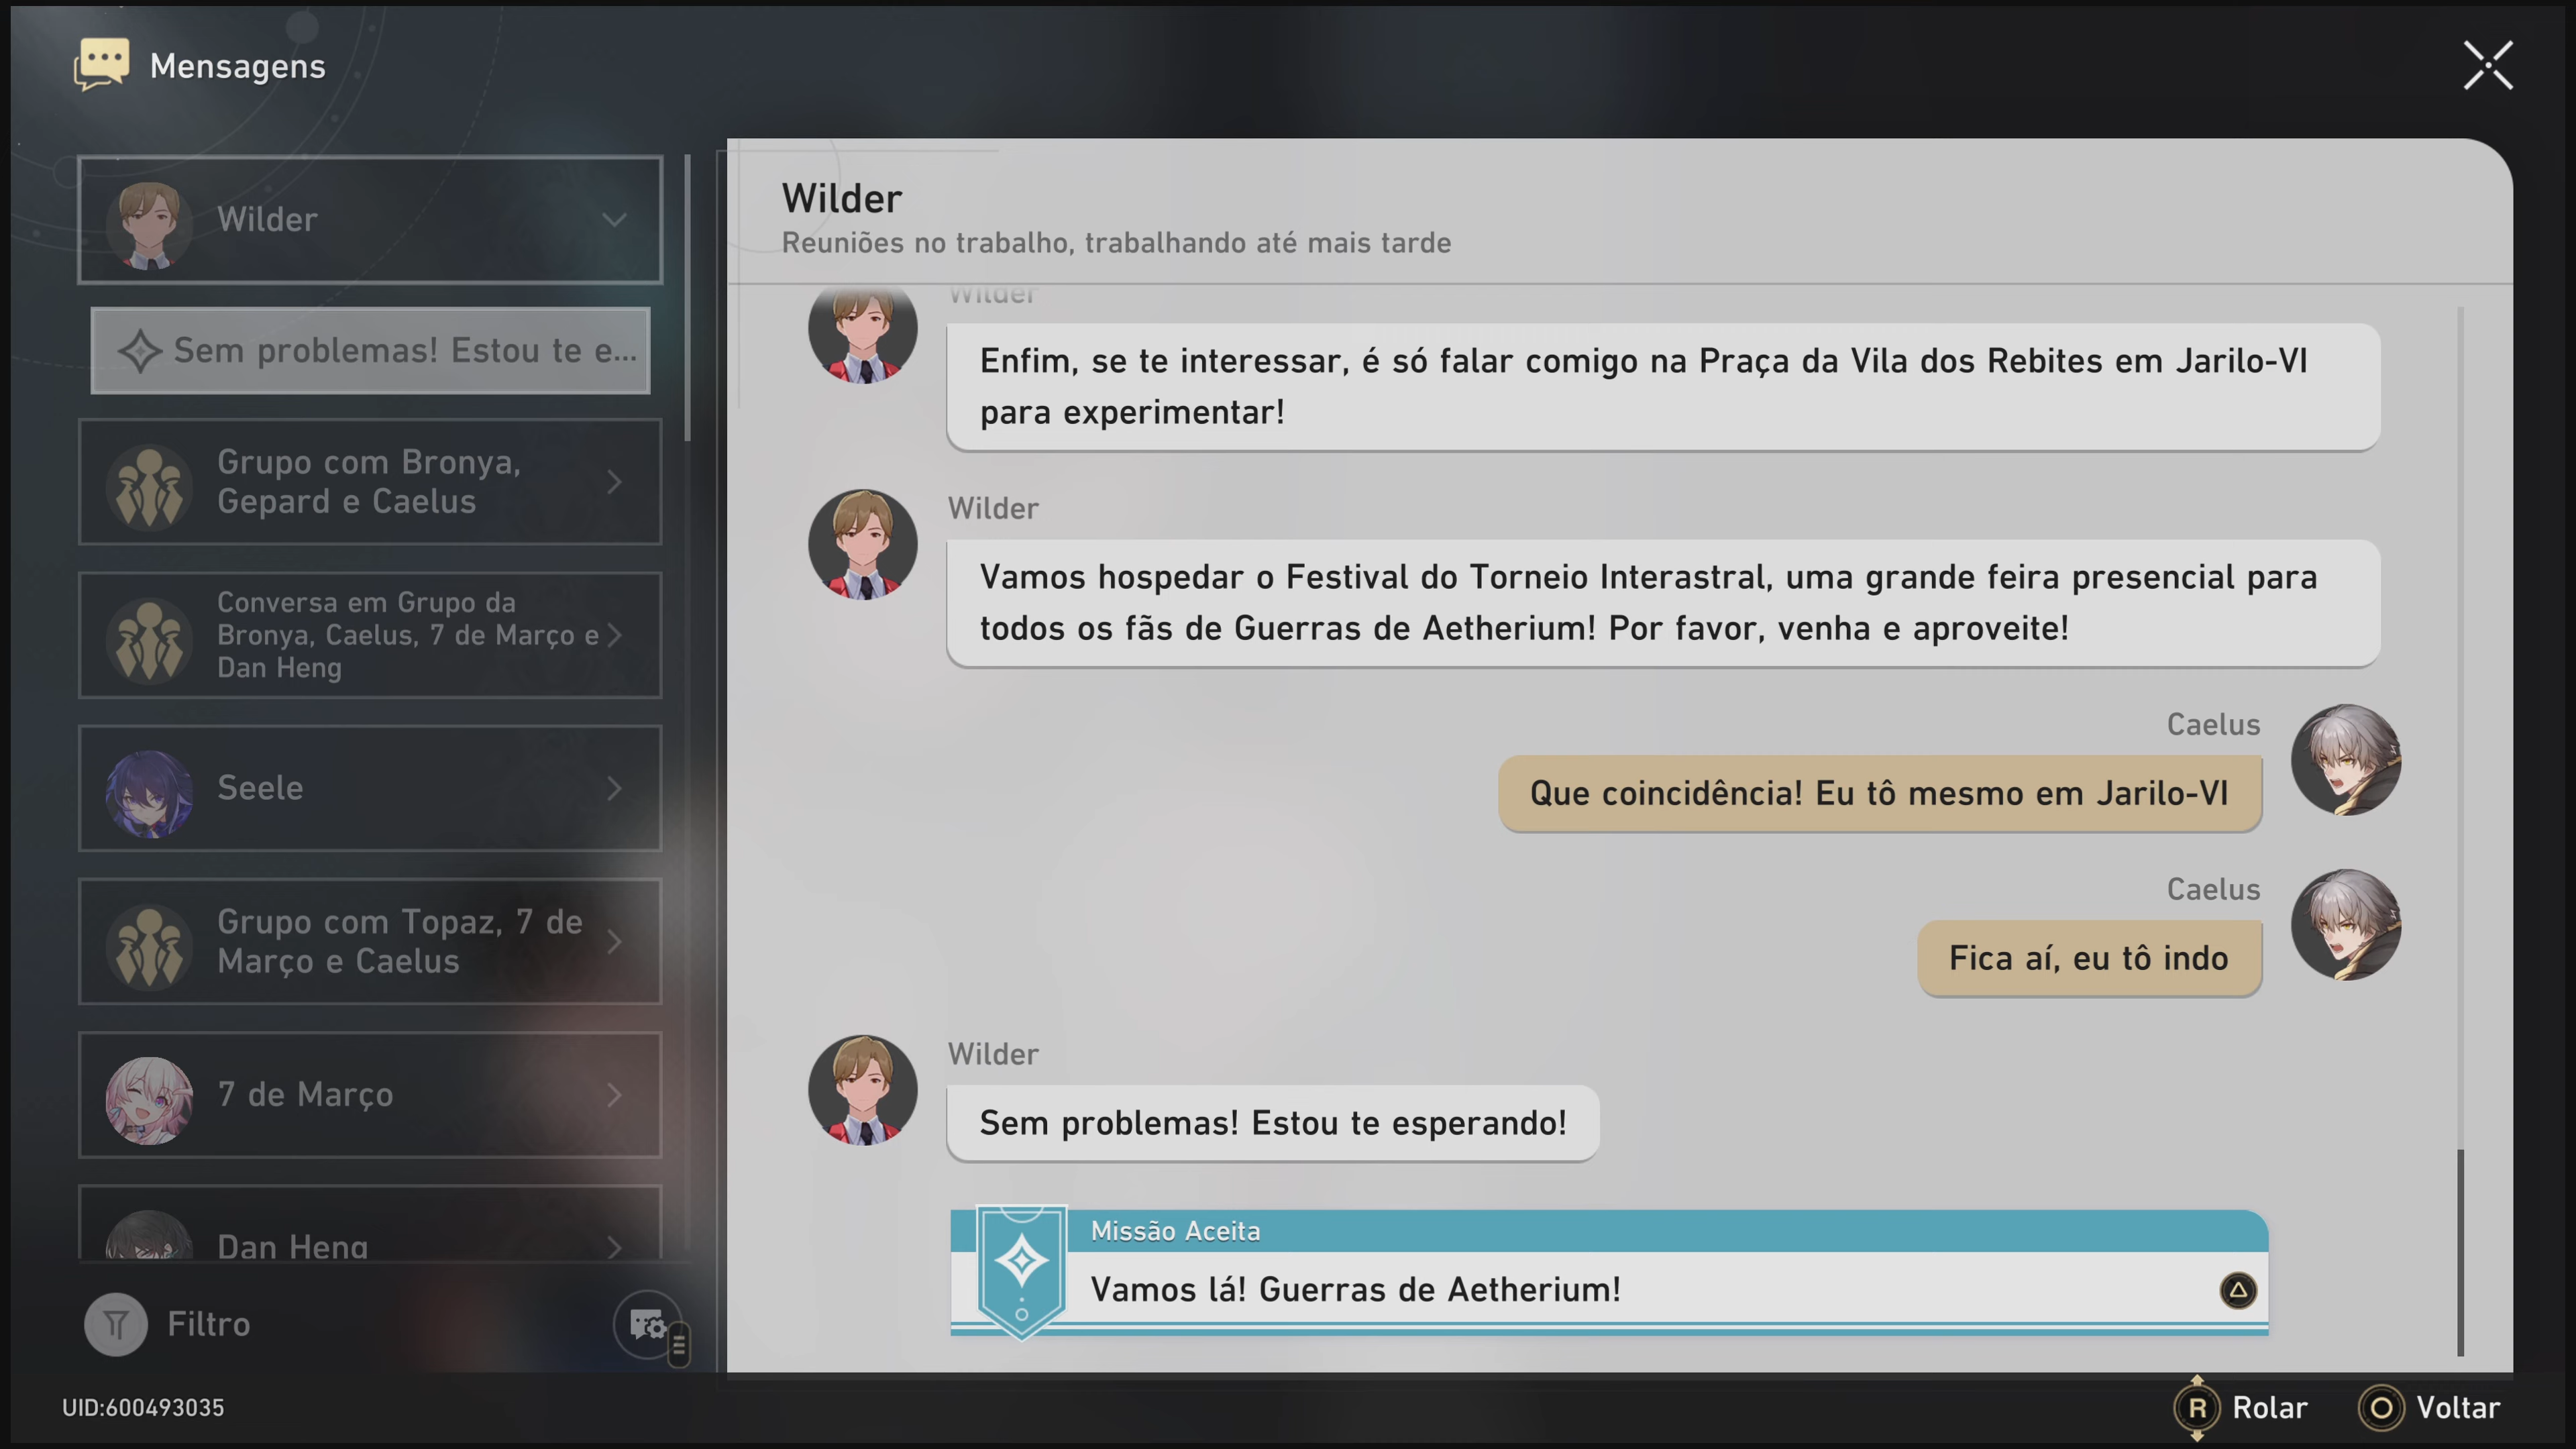 Mensagens
Wilder
Sem problemas! Estou te e...
Grupo com Bronya,
Gepard e Caelus
Conversa em Grupo da
Bronya, Caelus, 7 de Março e
Dan Heng
Seele
Grupo com Topaz, 7 de
Março e Caelus
7 de Março
Dan Heng
Filtro
Wilder
Reuniões no trabalho, trabalhando até mais tarde
Wilder
Enfim, se te interessar, é só falar comigo na Praça da Vila dos Rebites em Jarilo-VI
para experimentar!
Wilder
Vamos hospedar o Festival do Torneio Interastral, uma grande feira presencial para
todos os fãs de Guerras de Aetherium! Por favor, venha e aproveite!
Caelus
Que coincidência! Eu tô mesmo em Jarilo-VI
Caelus
Fica aí, eu tô indo
Wilder
Sem problemas! Estou te esperando!
Missão Aceita
Vamos lá! Guerras de Aetherium!
UID:600493035
R Rolar
Voltar